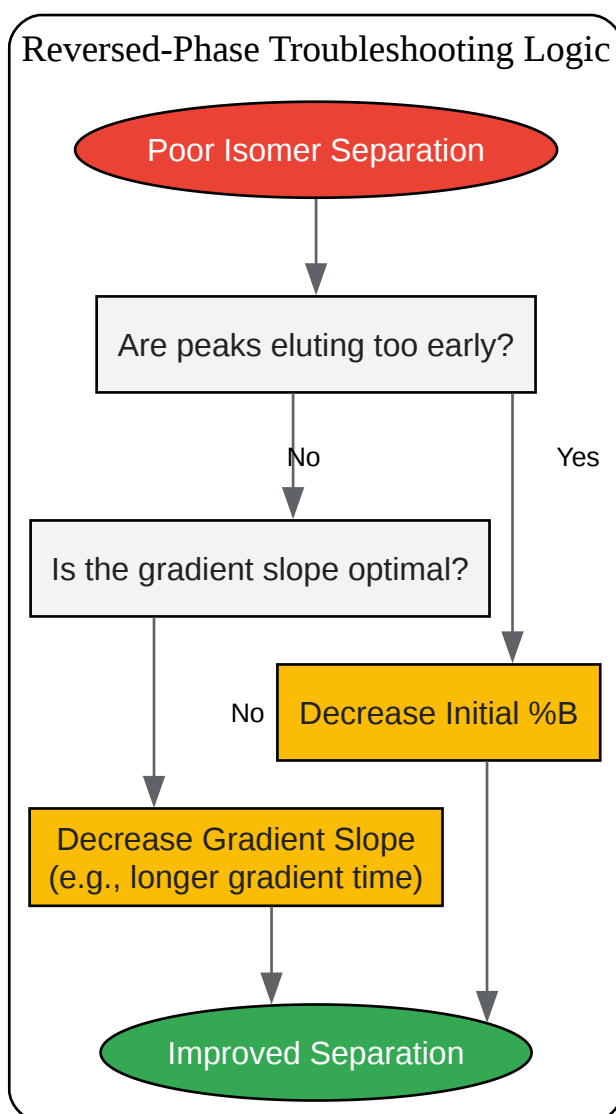 Reversed-Phase Troubleshooting Logic
Poor Isomer Separation
Are peaks eluting too early?
No
Yes
Is the gradient slope optimal?
No
Decrease Initial %B
Decrease Gradient Slope
(e.g., longer gradient time)
Improved Separation